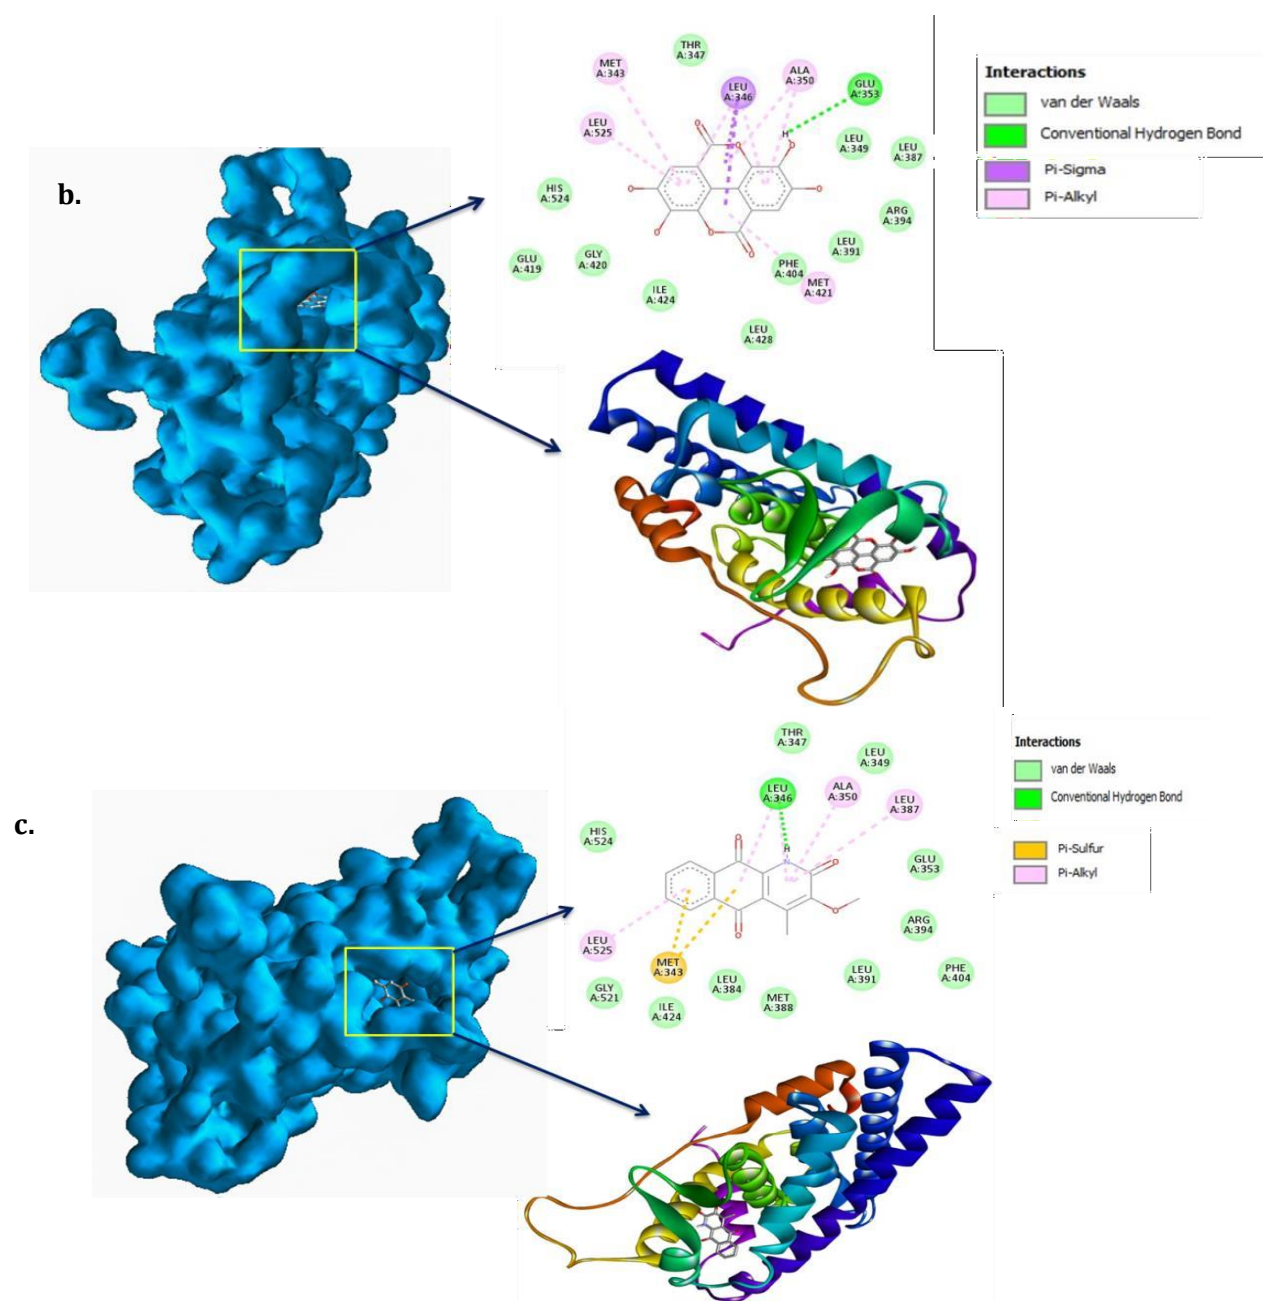 b.
THR
A:347
MET
A:343
LEU
A:346
ALA
A:350
GLU
A:353
LEU
A:525
O
O
H
O
LEU
A:349
LEU
A:387
HIS
A:524
O
O
O
O
O
ARG
A:394
GLU
A:419
GLY
A:420
LEU
A:391
PHE
A:404
MET
A:421
ILE
A:424
LEU
A:428
Interactions
van der Waals
Conventional Hydrogen Bond
Pi-Sigma
Pi-Alkyl
c.
THR
A:347
LEU
A:349
LEU
A:346
ALA
A:350
LEU
A:387
HIS
A:524
O
H
N
O
GLU
A:353
O
O
ARG
A:394
LEU
A:525
MET
A:343
LEU
A:391
PHE
A:404
GLY
A:521
ILE
A:424
LEU
A:384
MET
A:388
Interactions
van der Waals
Conventional Hydrogen Bond
Pi-Sulfur
Pi-Alkyl